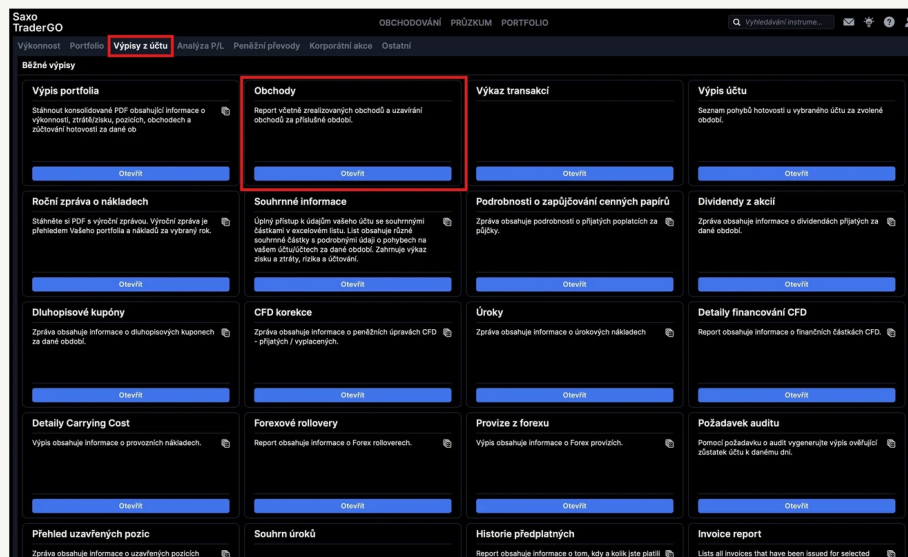 Saxo
TraderGO
OBCHODOVÁNÍ PRŮZKUM PORTFOLIO
Vyhledávání instrume...
Výkonnost Portfolio Výpisy z účtu Analýza P/L Peněžní převody Korporátní akce Ostatní
Běžné výpisy
Výpis portfolia
Stáhnout konsolidované PDF obsahující informace o
výkonnosti, ztrátě/zisku, pozicích, obchodech a
zúčtování hotovosti za dané ob
Otevřít
Obchody
Report včetně zrealizovaných obchodů a uzavírání
obchodů za příslušné období.
Otevřít
Výkaz transakcí
Otevřít
Výpis účtu
Seznam pohybů hotovosti u vybraného účtu za zvolené
období.
Otevřít
Roční zpráva o nákladech
Stáhněte si PDF s výroční zprávou. Výroční zpráva je
přehledem Vašeho portfolia a nákladů za vybraný rok.
Otevřít
Souhrnné informace
Úplný přístup k údajům vašeho účtu se souhrnnými
částkami v excelovém listu. List obsahuje různé
souhrnné částky s podrobnými údaji o pohybech na
vašem účtu/účtech za dané období. Zahrnuje výkaz
zisku a ztráty, rizika a účtování.
Otevřít
Podrobnosti o zapůjčování cenných papírů
Zpráva obsahuje podrobnosti o přijatých poplatcích za
půjčky.
Otevřít
Dividendy z akcií
Zpráva obsahuje informace o dividendách přijatých za
dané období.
Otevřít
Dluhopisové kupóny
Zpráva obsahuje informace o dluhopisových kuponech
za dané období.
Otevřít
CFD korekce
Zpráva obsahuje informace o peněžních úpravách CFD
- přijatých / vyplacených.
Otevřít
Úroky
Zpráva obsahuje informace o úrokových nákladech
Otevřít
Detaily financování CFD
Report obsahuje informace o finančních částkách CFD.
Otevřít
Detaily Carrying Cost
Výpis obsahuje informace o provozních nákladech.
Otevřít
Forexové rollovery
Report obsahuje informace o Forex rolloverech.
Otevřít
Provize z forexu
Výpis obsahuje informace o Forex provizích.
Otevřít
Požadavek auditu
Pomocí požadavku o audit vygenerujte výpis ověřující
zůstatek účtu k danému dni.
Otevřít
Přehled uzavřených pozic
Zpráva obsahuje informace o uzavřených pozicích
Souhrn úroků
Historie předplatných
Report obsahuje informace o tom, kdy a kolik jste platili
Invoice report
Lists all invoices that have been issued for selected